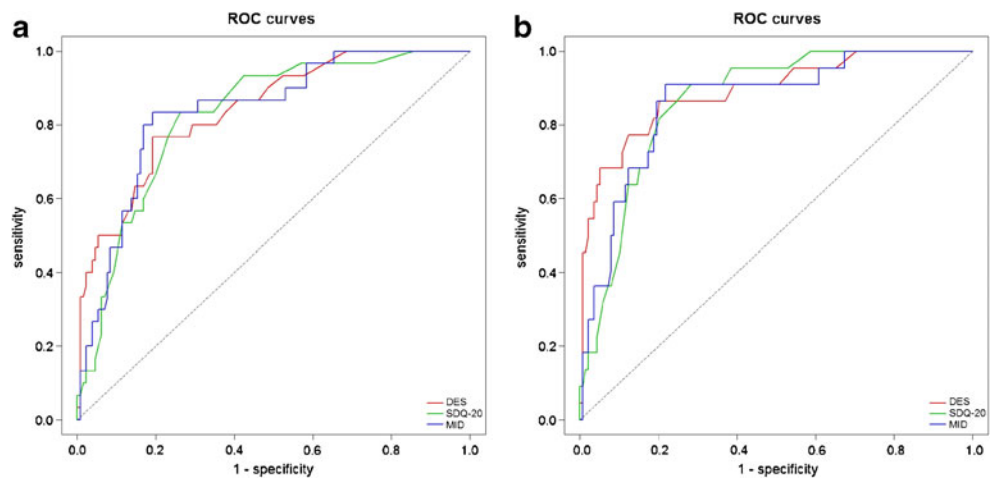 a
ROC curves
1.0
0.8
0.6
0.4
0.2
0.0
sensitivity
0.0 0.2 0.4 0.6 0.8 1.0
1 - specificity
DES
SDQ-20
MID
b
ROC curves
1.0
0.8
0.6
0.4
0.2
0.0
sensitivity
0.0 0.2 0.4 0.6 0.8 1.0
1 - specificity
DES
SDQ-20
MID